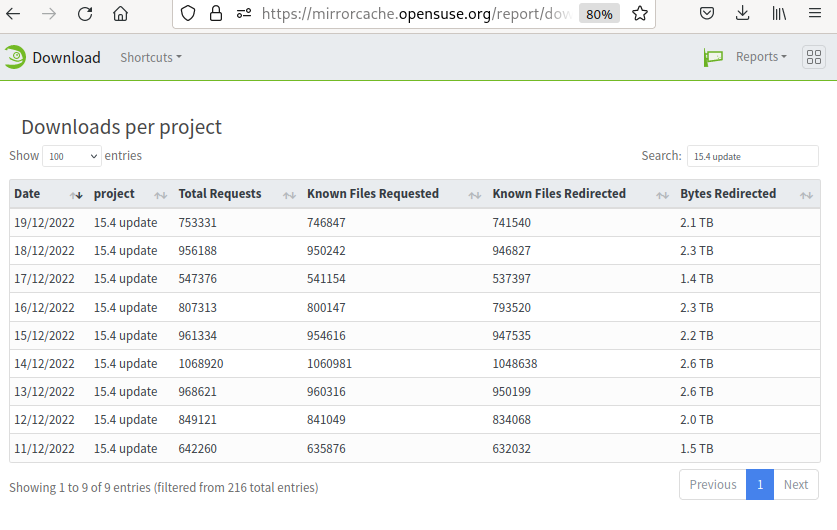 https://mirrorcache.opensuse.org/report/dow 80%
Download Shortcuts Reports
Downloads per project
Show 100 entries Search: 15.4 update
Date project Total Requests Known Files Requested Known Files Redirected Bytes Redirected
19/12/2022 15.4 update 753331 746847 741540 2.1 TB
18/12/2022 15.4 update 956188 950242 946827 2.3 TB
17/12/2022 15.4 update 547376 541154 537397 1.4 TB
16/12/2022 15.4 update 807313 800147 793520 2.3 TB
15/12/2022 15.4 update 961334 954616 947535 2.2 TB
14/12/2022 15.4 update 1068920 1060981 1048638 2.6 TB
13/12/2022 15.4 update 968621 960316 950199 2.6 TB
12/12/2022 15.4 update 849121 841049 834068 2.0 TB
11/12/2022 15.4 update 642260 635876 632032 1.5 TB
Showing 1 to 9 of 9 entries (filtered from 216 total entries) Previous 1 Next